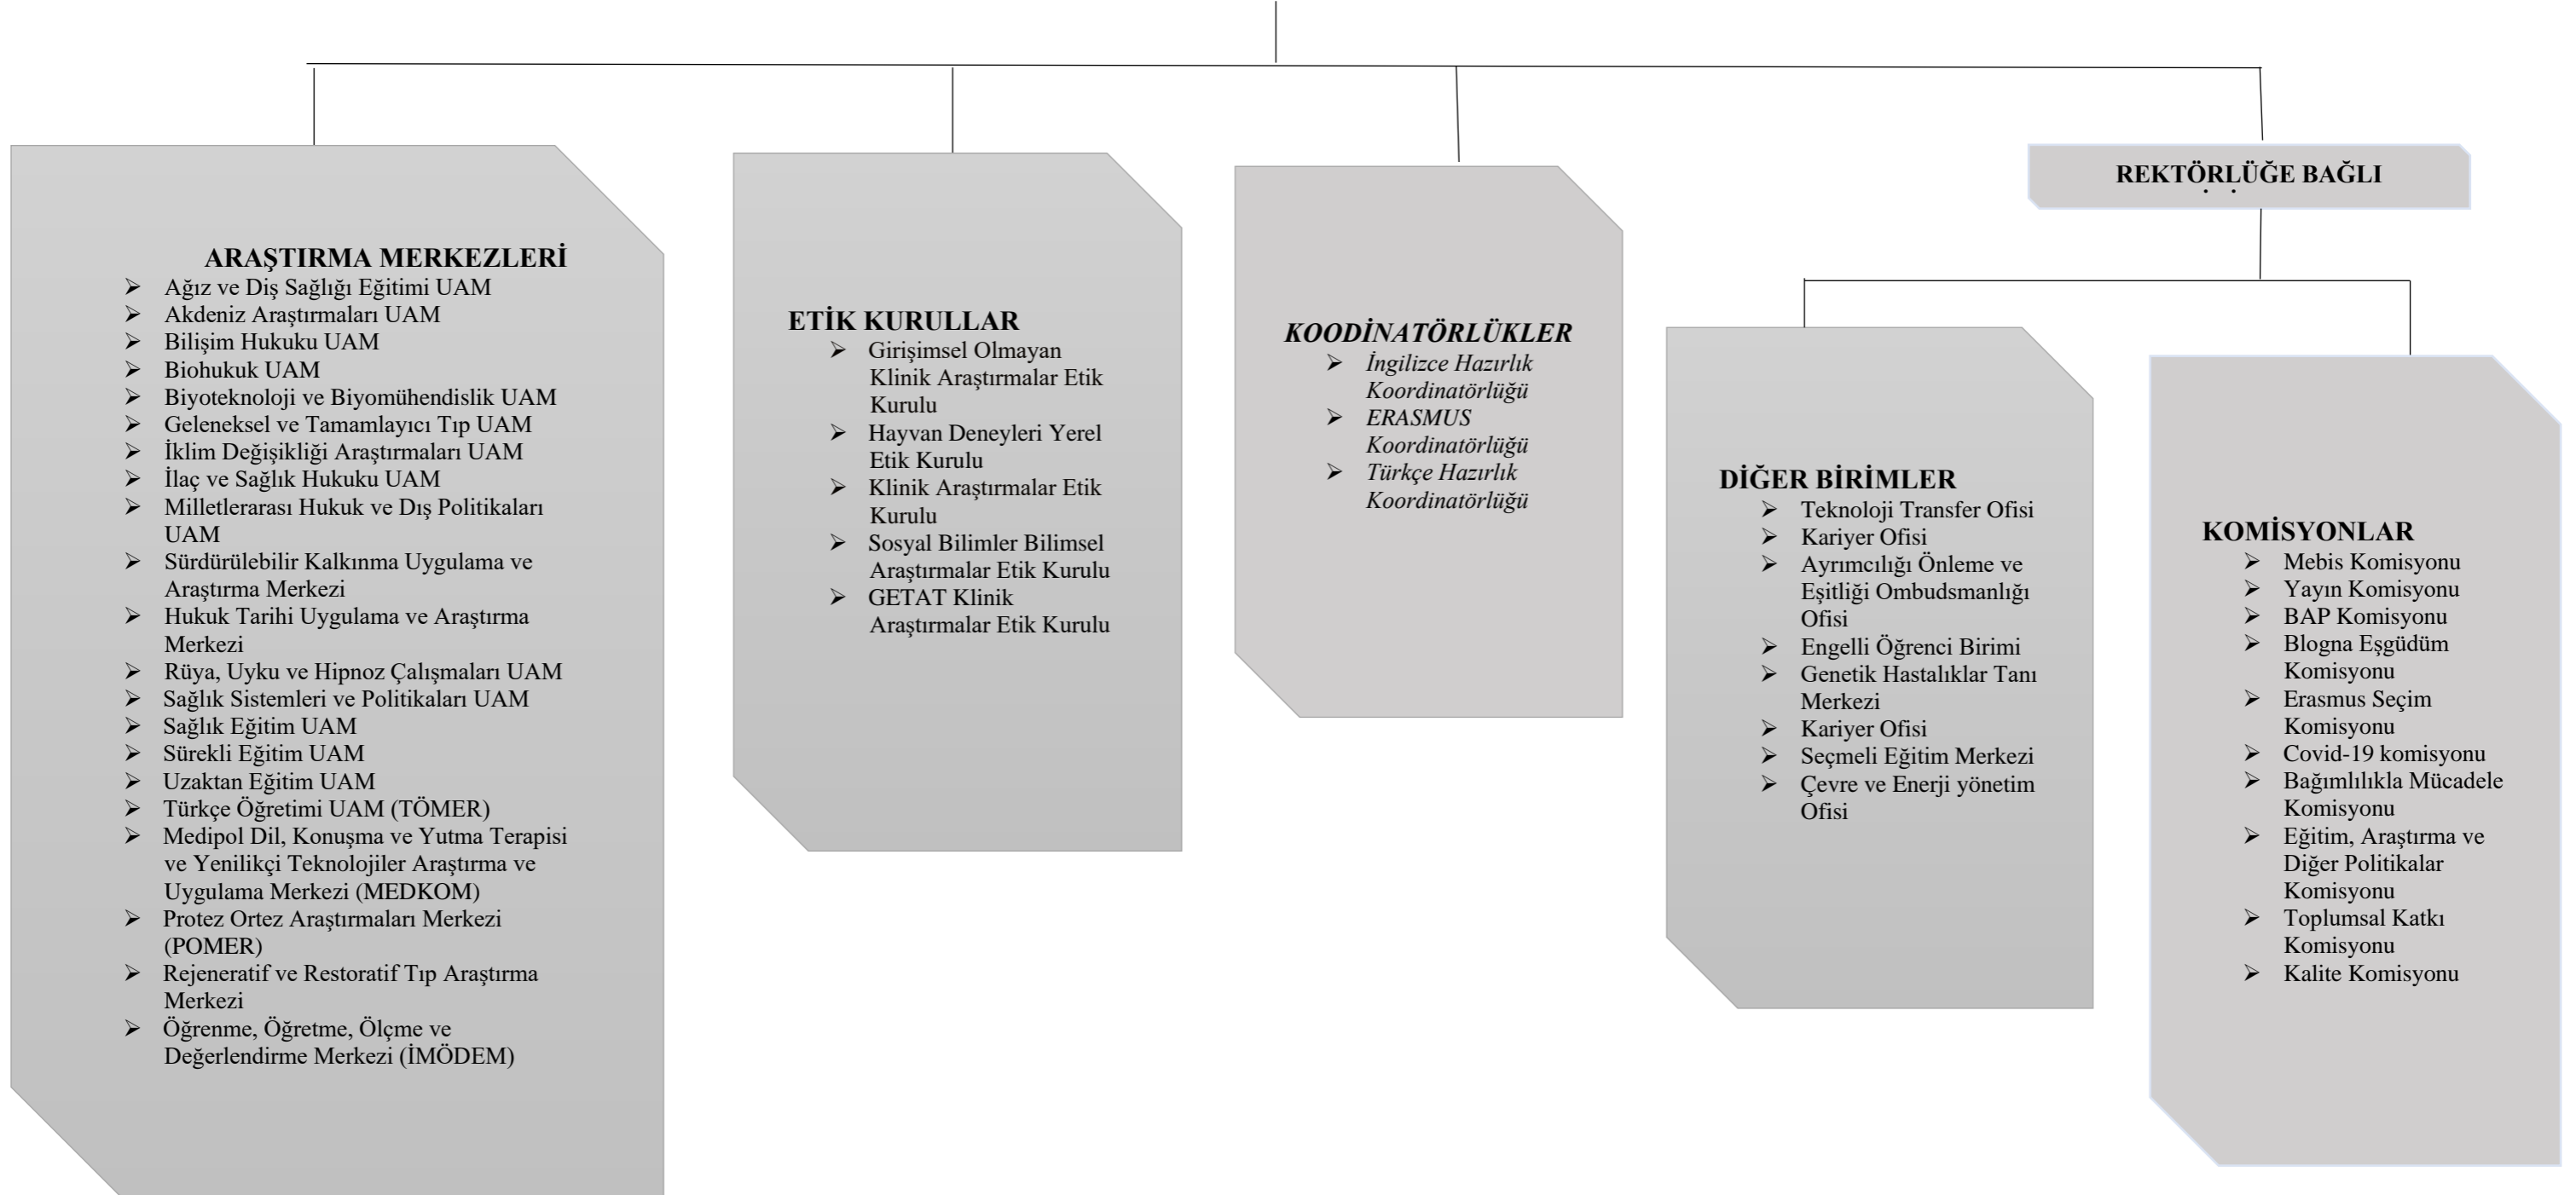 ARAŞTIRMA MERKEZLERİ
➢ Ağız ve Diş Sağlığı Eğitimi UAM
➢ Akdeniz Araştırmaları UAM
➢ Bilişim Hukuku UAM
➢ Biohukuk UAM
➢ Biyoteknoloji ve Biyomühendislik UAM
➢ Geleneksel ve Tamamlayıcı Tıp UAM
➢ İklim Değişikliği Araştırmaları UAM
➢ İlaç ve Sağlık Hukuku UAM
➢ Milletlerarası Hukuk ve Dış Politikaları
UAM
➢ Sürdürülebilir Kalkınma Uygulama ve
Araştırma Merkezi
➢ Hukuk Tarihi Uygulama ve Araştırma
Merkezi
➢ Rüya, Uyku ve Hipnoz Çalışmaları UAM
➢ Sağlık Sistemleri ve Politikaları UAM
➢ Sağlık Eğitim UAM
➢ Sürekli Eğitim UAM
➢ Uzaktan Eğitim UAM
➢ Türkçe Öğretimi UAM (TÖMER)
➢ Medipol Dil, Konuşma ve Yutma Terapisi
ve Yenilikçi Teknolojiler Araştırma ve
Uygulama Merkezi (MEDKOM)
➢ Protez Ortez Araştırmaları Merkezi
(POMER)
➢ Rejeneratif ve Restoratif Tıp Araştırma
Merkezi
➢ Öğrenme, Öğretme, Ölçme ve
Değerlendirme Merkezi (İMÖDEM)
ETİK KURULLAR
➢ Girişimsel Olmayan
Klinik Araştırmalar Etik
Kurulu
➢ Hayvan Deneyleri Yerel
Etik Kurulu
➢ Klinik Araştırmalar Etik
Kurulu
➢ Sosyal Bilimler Bilimsel
Araştırmalar Etik Kurulu
➢ GETAT Klinik
Araştırmalar Etik Kurulu
KOODİNATÖRLÜKLER
➢ İngilizce Hazırlık
Koordinatörlüğü
➢ ERASMUS
Koordinatörlüğü
➢ Türkçe Hazırlık
Koordinatörlüğü
REKTÖRLÜĞE BAĞLI
DİĞER BİRİMLER
➢ Teknoloji Transfer Ofisi
➢ Kariyer Ofisi
➢ Ayrımcılığı Önleme ve
Eşitliği Ombudsmanlığı
Ofisi
➢ Engelli Öğrenci Birimi
➢ Genetik Hastalıklar Tanı
Merkezi
➢ Kariyer Ofisi
➢ Seçmeli Eğitim Merkezi
➢ Çevre ve Enerji yönetim
Ofisi
KOMİSYONLAR
➢ Mebis Komisyonu
➢ Yayın Komisyonu
➢ BAP Komisyonu
➢ Blogna Eşgüdüm
Komisyonu
➢ Erasmus Seçim
Komisyonu
➢ Covid-19 komisyonu
➢ Bağımlılıkla Mücadele
Komisyonu
➢ Eğitim, Araştırma ve
Diğer Politikalar
Komisyonu
➢ Toplumsal Katkı
Komisyonu
➢ Kalite Komisyonu